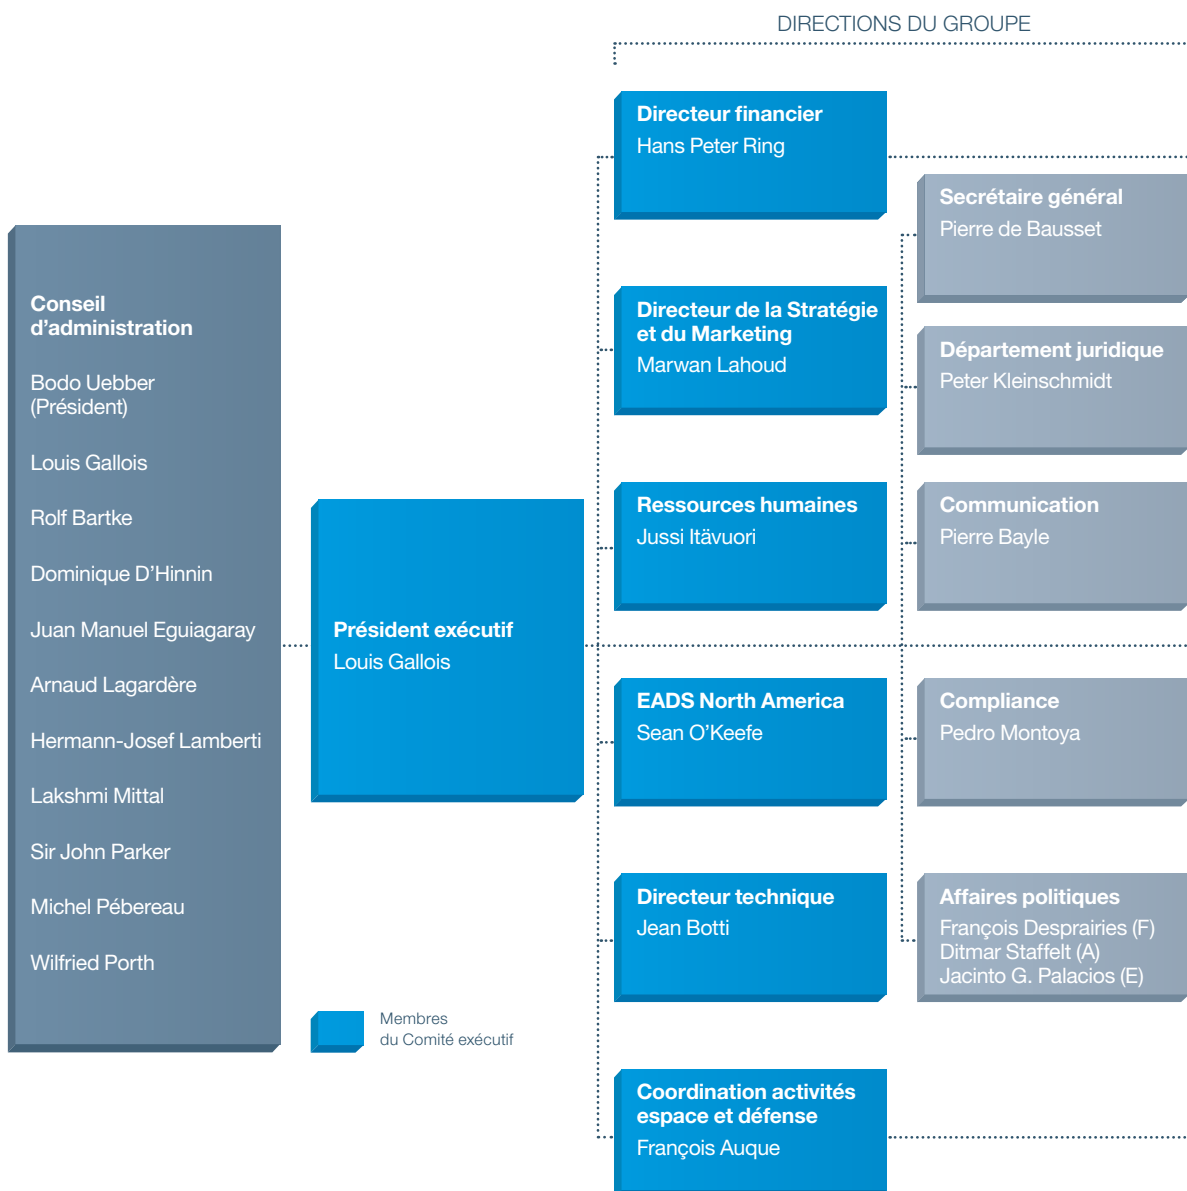 DIRECTIONS DU GROUPE
Conseil
d’administration
Bodo Uebber
(Président)
Louis Gallois
Rolf Bartke
Dominique D’Hinnin
Juan Manuel Eguiagaray
Arnaud Lagardère
Hermann-Josef Lamberti
Lakshmi Mittal
Sir John Parker
Michel Pébereau
Wilfried Porth
Président exécutif
Louis Gallois
Membres
du Comité exécutif
Directeur financier
Hans Peter Ring
Directeur de la Stratégie
et du Marketing
Marwan Lahoud
Ressources humaines
Jussi Itävuori
EADS North America
Sean O’Keefe
Directeur technique
Jean Botti
Coordination activités
espace et défense
François Auque
Secrétaire général
Pierre de Bausset
Département juridique
Peter Kleinschmidt
Communication
Pierre Bayle
Compliance
Pedro Montoya
Affaires politiques
François Desprairies (F)
Ditmar Staffelt (A)
Jacinto G. Palacios (E)